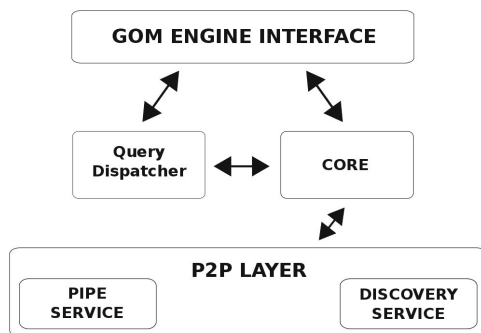 GOM ENGINE INTERFACE
Query
Dispatcher
CORE
P2P LAYER
PIPE
SERVICE
DISCOVERY
SERVICE